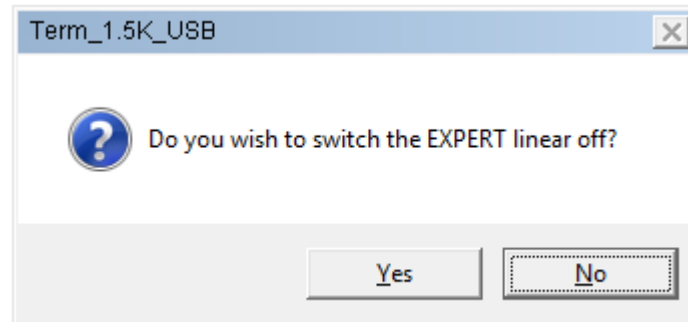 Term_1.5K_USB
Do you wish to switch the EXPERT linear off?
Yes
No